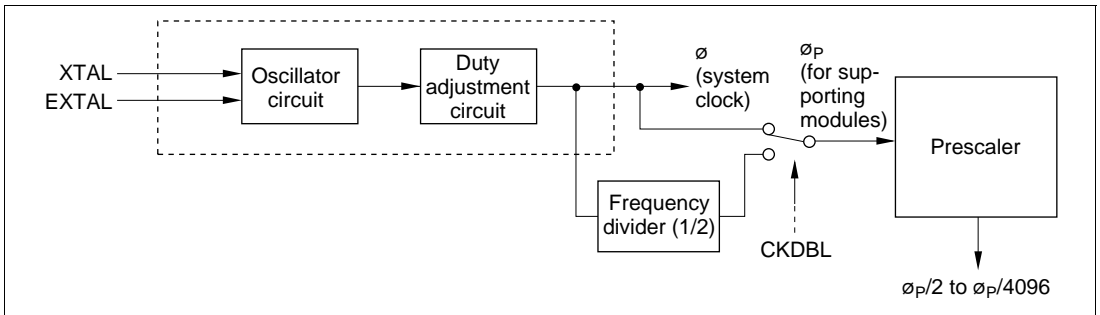 XTAL
EXTAL
Oscillator
circuit
Duty
adjustment
circuit
ø
(system
clock)
øP
(for sup-
porting
modules)
Prescaler
Frequency
divider (1/2)
CKDBL
øP/2 to øP/4096